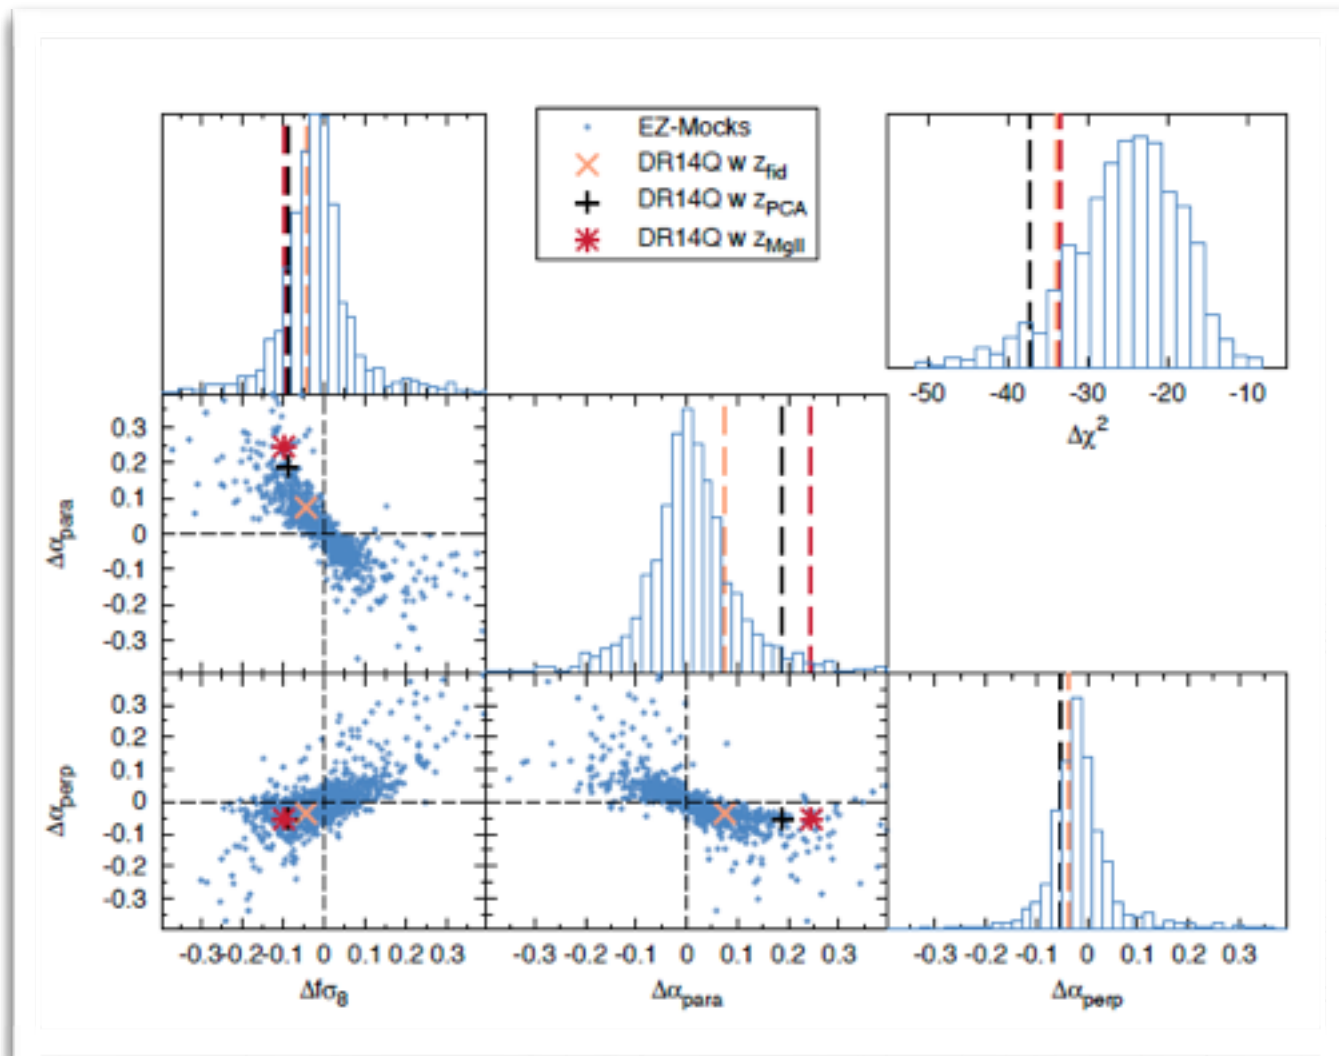 EZ-Mocks
DR14Q w z_fid
DR14Q w z_PCA
DR14Q w z_MgII
-50 -40 -30 -20 -10
Δχ²
0.3
0.2
0.1
0
-0.1
-0.2
-0.3
Δα_para
0.3
0.2
0.1
0
-0.1
-0.2
-0.3
Δα_perp
-0.3 -0.2 -0.1 0 0.1 0.2 0.3
Δfσ₈
-0.3 -0.2 -0.1 0 0.1 0.2 0.3
Δα_para
-0.3 -0.2 -0.1 0 0.1 0.2 0.3
Δα_perp